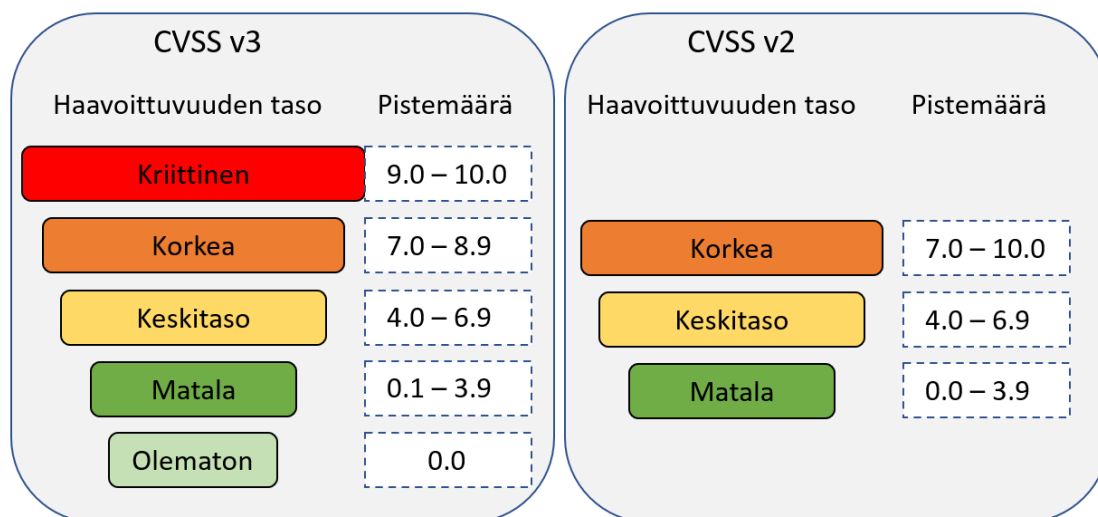 CVSS v3
Haavoittuvuuden taso Pistemäärä
Kriittinen 9.0 – 10.0
Korkea 7.0 – 8.9
Keskitaso 4.0 – 6.9
Matala 0.1 – 3.9
Olematon 0.0
CVSS v2
Haavoittuvuuden taso Pistemäärä
Korkea 7.0 – 10.0
Keskitaso 4.0 – 6.9
Matala 0.0 – 3.9